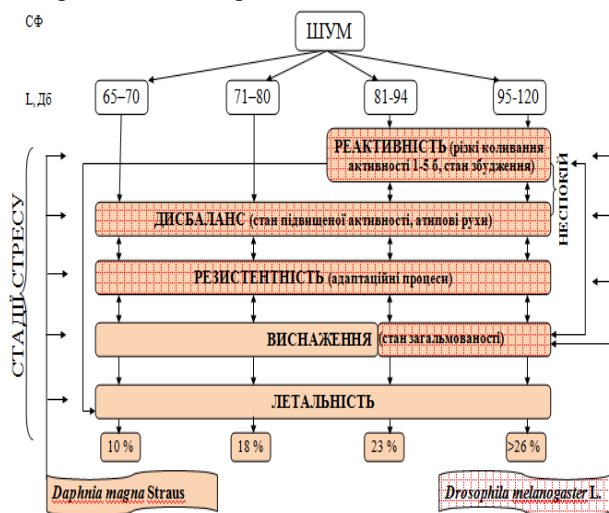 СФ
ШУМ
L, Дб
65–70
71–80
81-94
95-120
РЕАКТИВНІСТЬ (різкі коливання
активності 1-5 б, стан збудження)
НЕСПОКІЙ
СТАДІЇ СТРЕСУ
ДИСБАЛАНС (стан підвищеної активності, атипові рухи)
РЕЗИСТЕНТНІСТЬ (адаптаційні процеси)
ВИСНАЖЕННЯ (стан загальмованості)
ЛЕТАЛЬНІСТЬ
10 %
18 %
23 %
>26 %
Daphnia magna Straus
Drosophila melanogaster L.